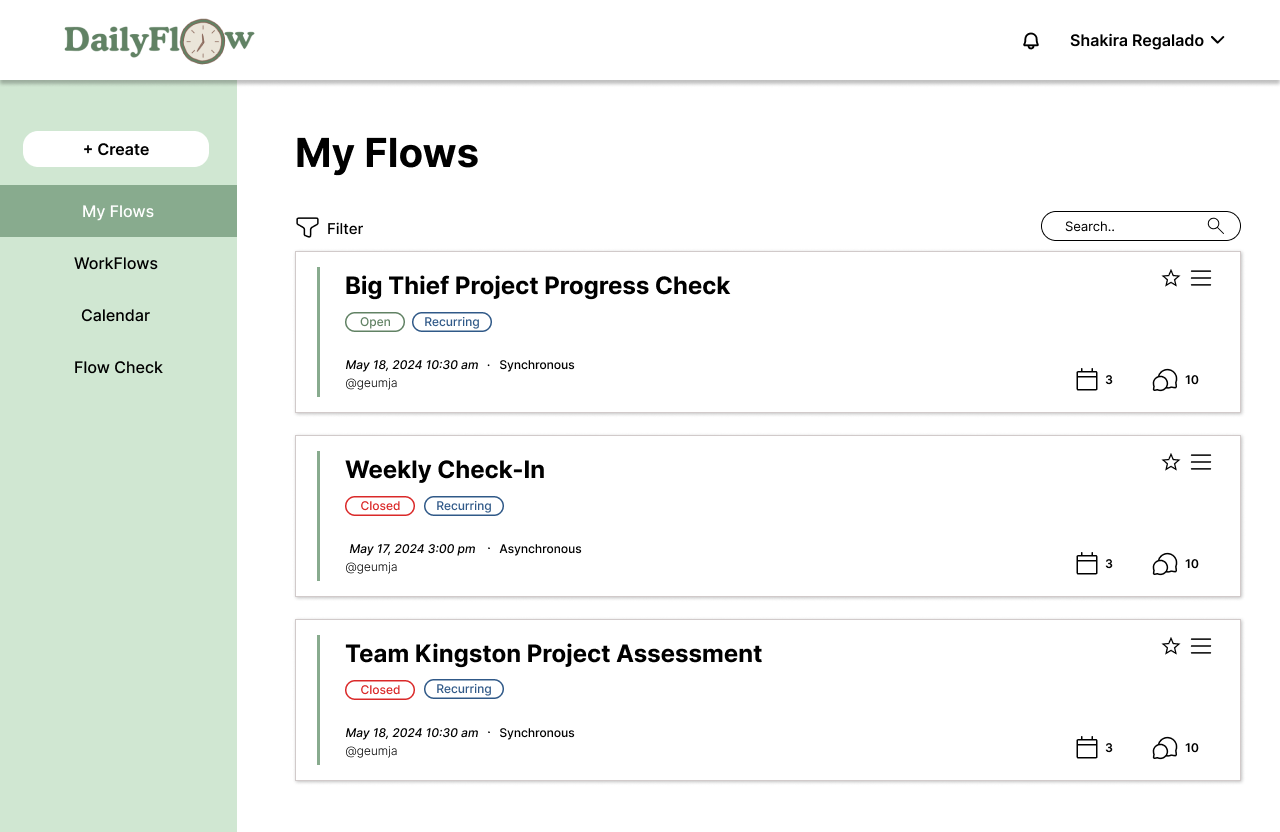 DailyFlow
Shakira Regalado
+ Create
My Flows
WorkFlows
Calendar
Flow Check
My Flows
Filter
Search..
Big Thief Project Progress Check
Open Recurring
May 18, 2024 10:30 am · Synchronous
@geumja
3 10
Weekly Check-In
Closed Recurring
May 17, 2024 3:00 pm · Asynchronous
@geumja
3 10
Team Kingston Project Assessment
Closed Recurring
May 18, 2024 10:30 am · Synchronous
@geumja
3 10